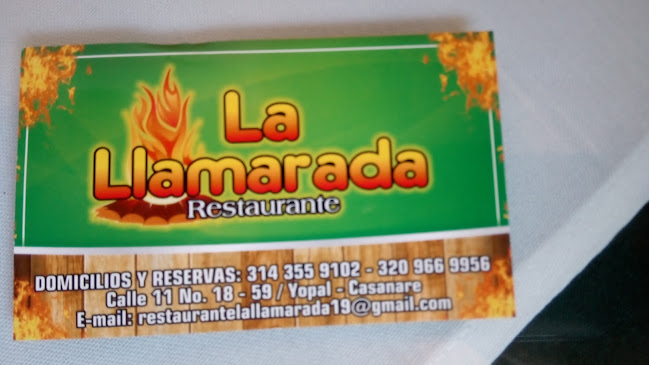 La
Llamarada
Restaurante
DOMICILIOS Y RESERVAS: 314 355 9102 - 320 966 9956
Calle 11 No. 18 - 59 / Yopal - Casanare
E-mail: restaurantelallamarada19@gmail.com